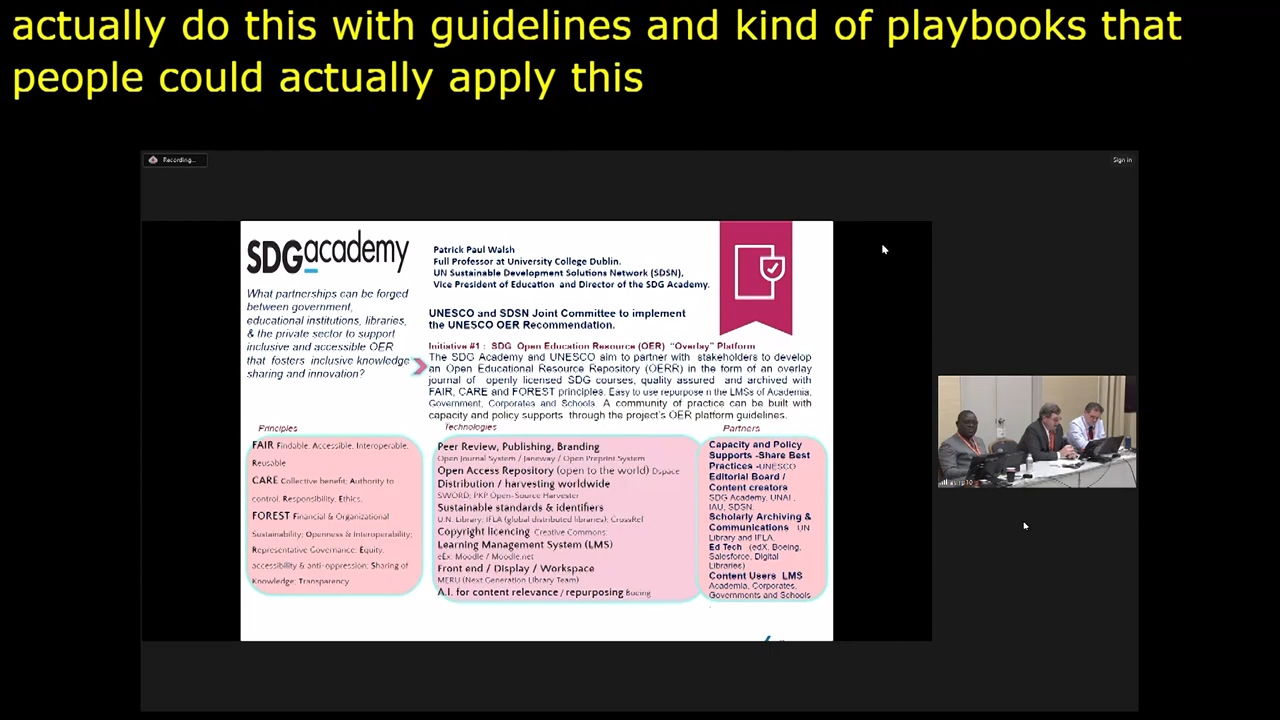 actually do this with guidelines and kind of playbooks that
people could actually apply this
Recording...
Sign in
SDGacademy
Patrick Paul Walsh
Full Professor at University College Dublin.
UN Sustainable Development Solutions Network (SDSN),
Vice President of Education and Director of the SDG Academy.
What partnerships can be forged
between government,
educational institutions, libraries,
& the private sector to support
inclusive and accessible OER
that fosters inclusive knowledge
sharing and innovation?
UNESCO and SDSN Joint Committee to implement
the UNESCO OER Recommendation.
Initiative #1 : SDG Open Education Resource (OER) "Overlay" Platform
The SDG Academy and UNESCO aim to partner with stakeholders to develop
an Open Educational Resource Repository (OERR) in the form of an overlay
journal of openly licensed SDG courses, quality assured and archived with
FAIR, CARE and FOREST principles. Easy to use repurpose n the LMSs of Academia,
Government, Corporates and Schools. A community of practice can be built with
capacity and policy supports through the project's OER platform guidelines.
Principles
FAIR Findable, Accessible, Interoperable,
Reusable
CARE Collective benefit; Authority to
control, Responsibility, Ethics.
FOREST Financial & Organizational
Sustainability; Openness & Interoperability;
Representative Governance; Equity,
accessibility & anti-oppression; Sharing of
Knowledge; Transparency
Technologies
Peer Review, Publishing, Branding
Open Journal System / Janeway / Open Preprint System
Open Access Repository (open to the world) Dspace
Distribution / harvesting worldwide
SWORD; PKP Open-Source Harvester
Sustainable standards & identifiers
U.N. Library; IFLA (global distributed libraries); CrossRef
Copyright licencing Creative Commons;
Learning Management System (LMS)
eEx; Moodle / Moodle.net
Front end / Display / Workspace
MERU (Next Generation Library Team)
A.I. for content relevance / repurposing Boeing
Partners
Capacity and Policy
Supports -Share Best
Practices -UNESCO
Editorial Board /
Content creators
SDG Academy, UNAI ,
IAU, SDSN.
Scholarly Archiving &
Communications UN
Library and IFLA.
Ed Tech (edX, Boeing,
Salesforce, Digital
Libraries)
Content Users LMS
Academia, Corporates,
Governments and Schools
.